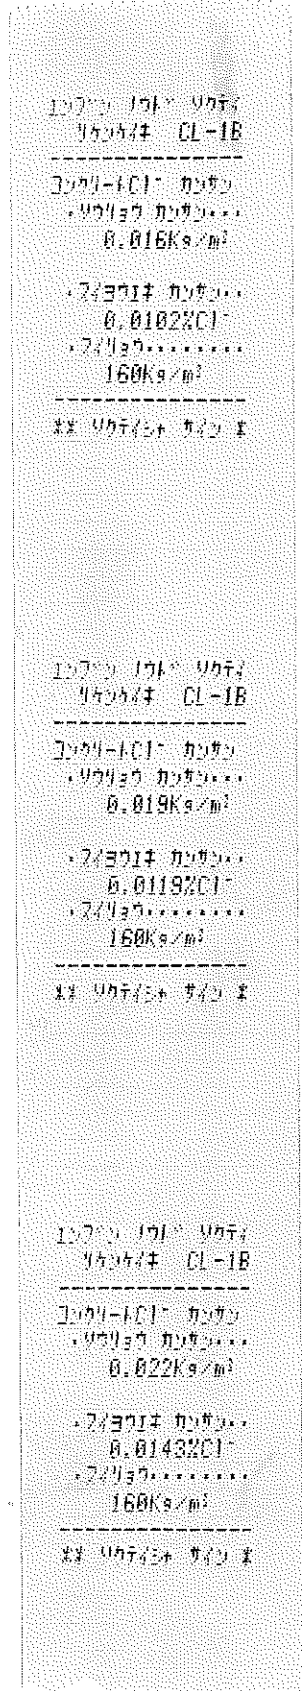 エンブン ノウド ソクテイ
リケンケイキ CL-1B
----------------
コンクリートCl⁻ カンサン
・ソウリョウ カンサン・・・
0.016Kg/m³
・スイヨウエキ カンサン・・
0.0102%Cl⁻
・スイリョウ・・・・・・・・
160Kg/m³
----------------
** ソクテイシャ サイン *
エンブン ノウド ソクテイ
リケンケイキ CL-1B
----------------
コンクリートCl⁻ カンサン
・ソウリョウ カンサン・・・
0.019Kg/m³
・スイヨウエキ カンサン・・
0.0119%Cl⁻
・スイリョウ・・・・・・・・
160Kg/m³
----------------
** ソクテイシャ サイン *
エンブン ノウド ソクテイ
リケンケイキ CL-1B
----------------
コンクリートCl⁻ カンサン
・ソウリョウ カンサン・・・
0.022Kg/m³
・スイヨウエキ カンサン・・
0.0143%Cl⁻
・スイリョウ・・・・・・・・
160Kg/m³
----------------
** ソクテイシャ サイン *